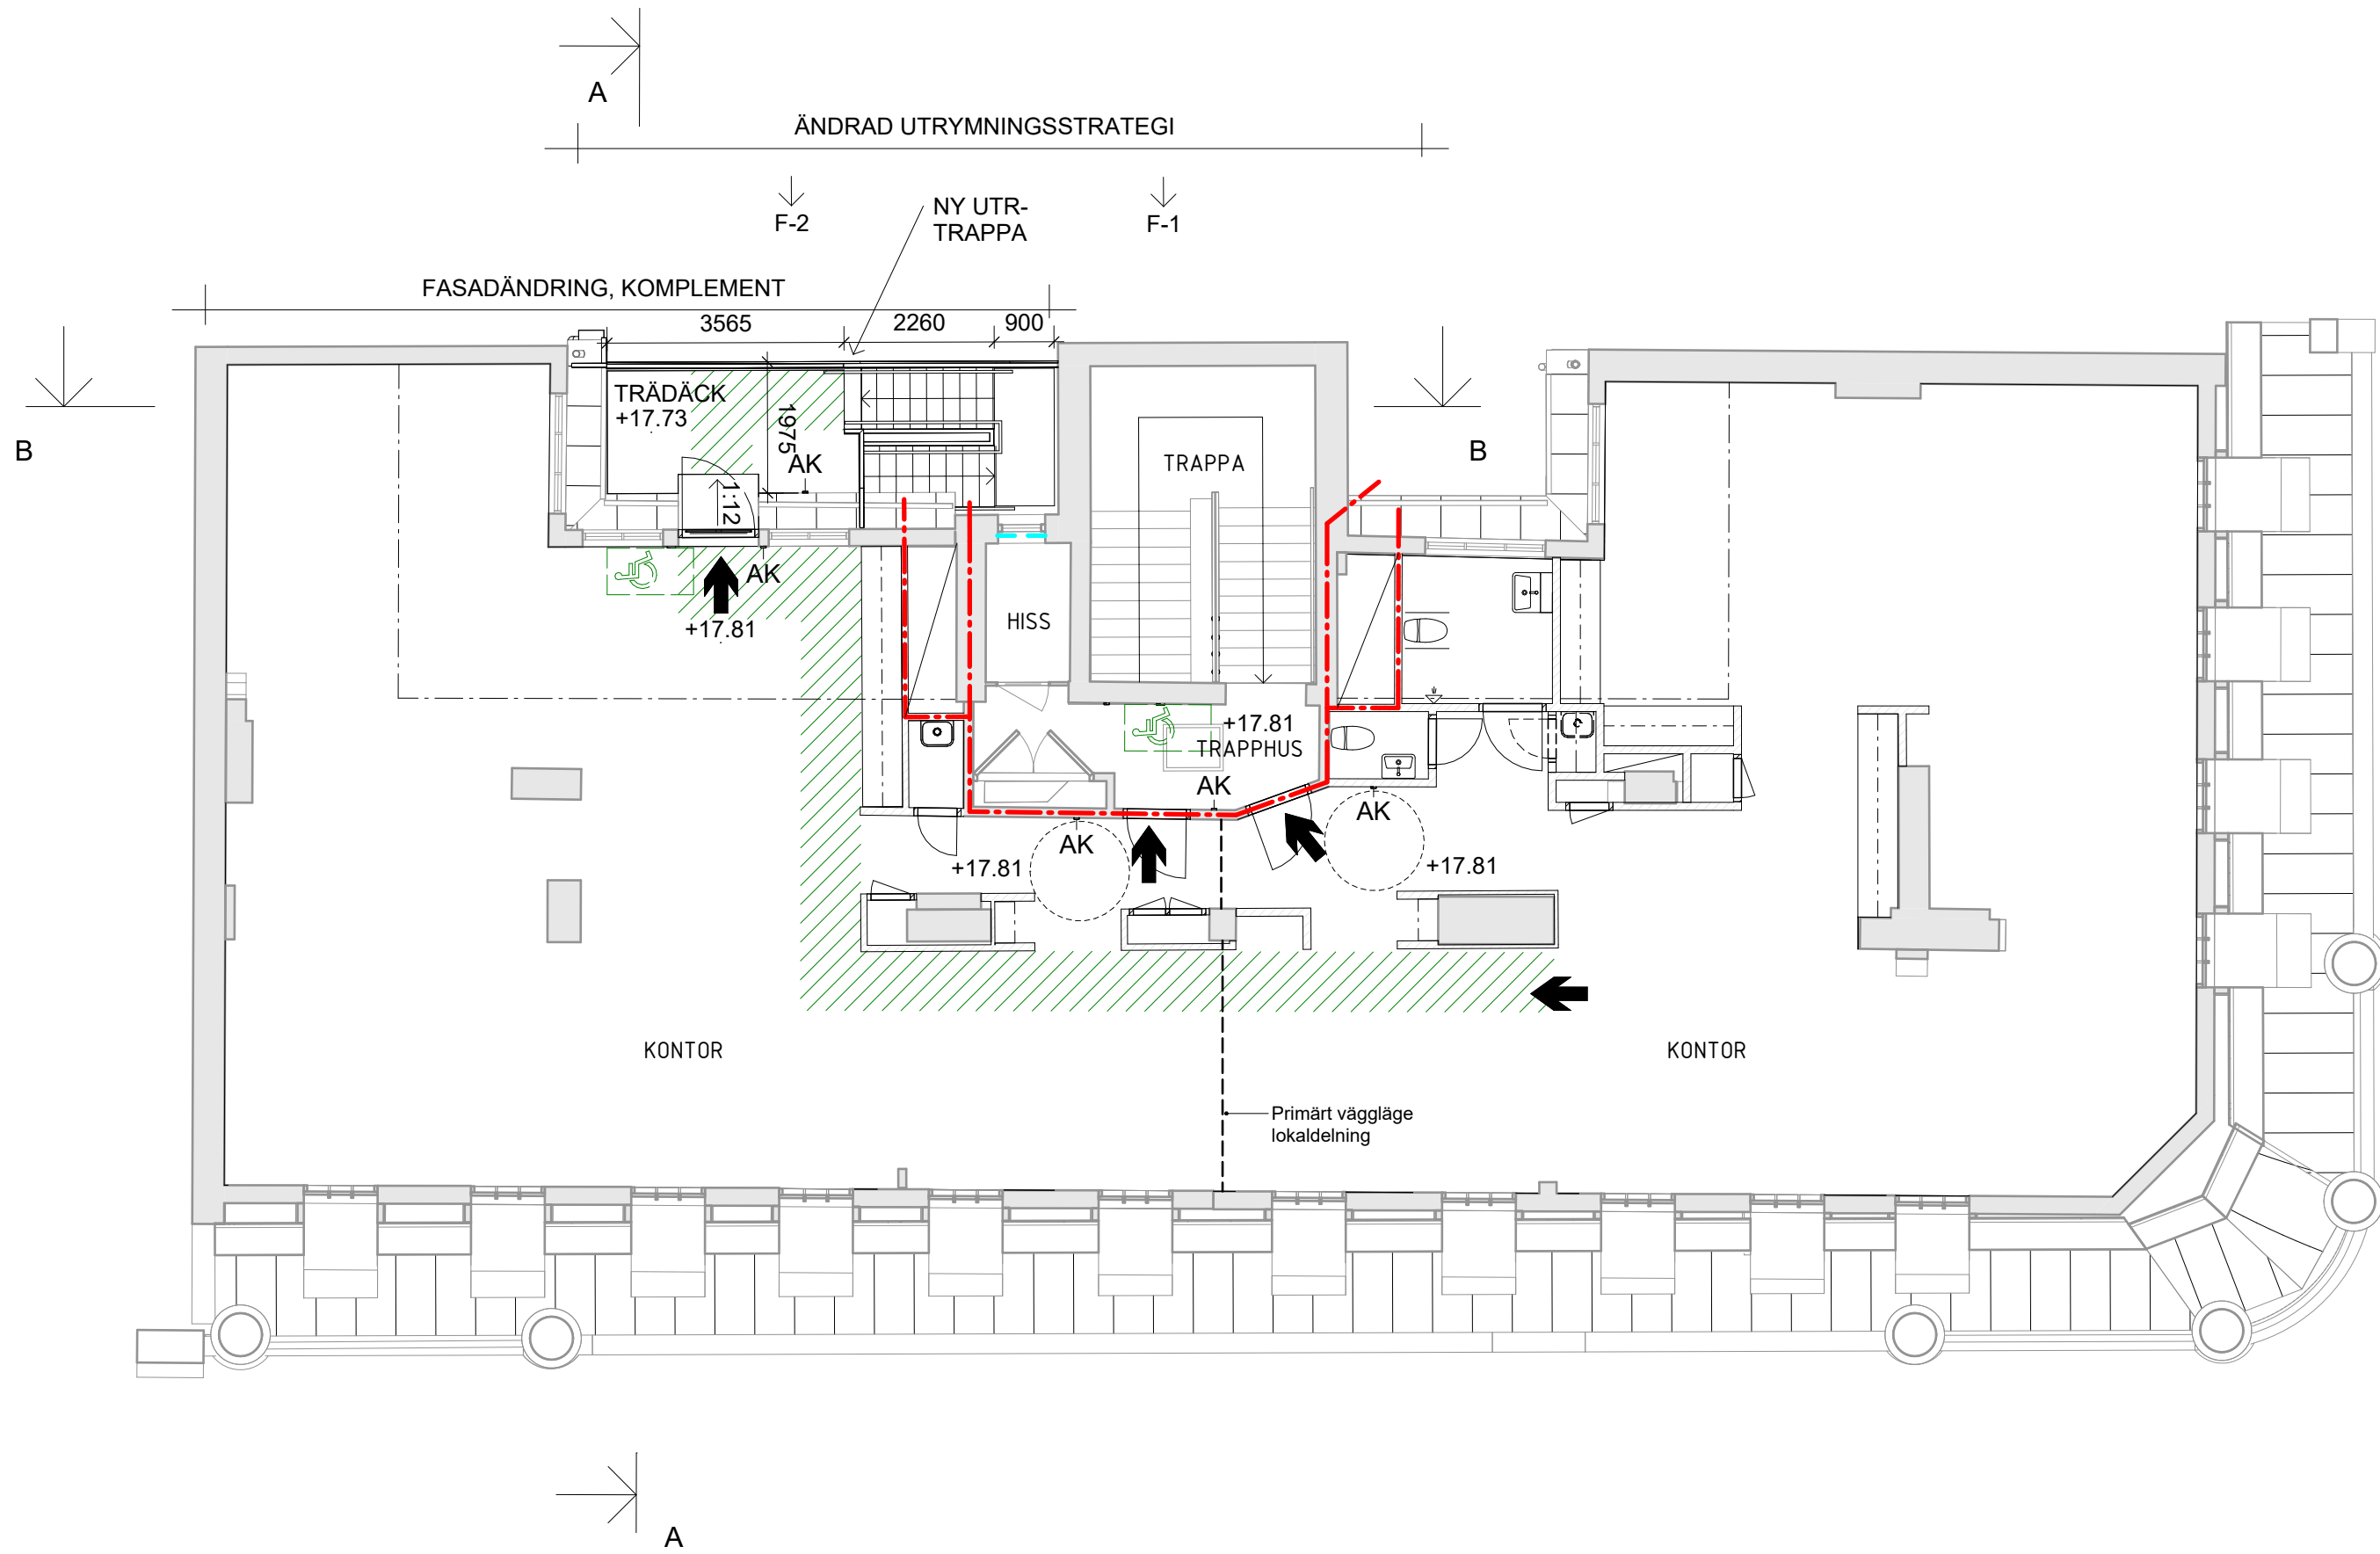 A
ÄNDRAD UTRYMNINGSSTRATEGI
F-2
NY UTR-
TRAPPA
F-1
FASADÄNDRING, KOMPLEMENT
3565
2260
900
TRÄDÄCK
+17.73
1975
AK
1:12
B
B
TRAPPA
AK
+17.81
HISS
+17.81
TRAPPHUS
AK
AK
AK
+17.81
+17.81
KONTOR
KONTOR
Primärt väggläge
lokaldelning
A